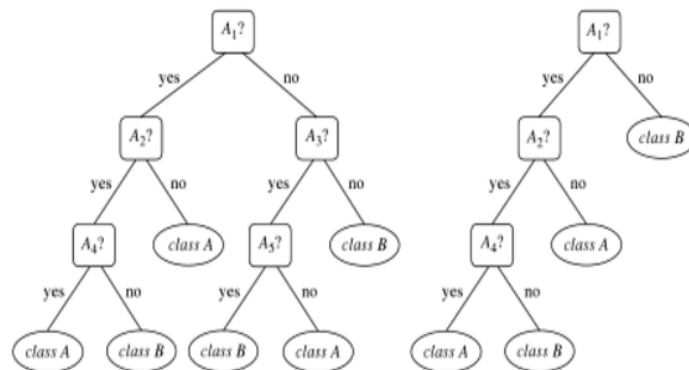 A1? A1?
yes no yes no
A2? A3? A2? class B
yes no yes no yes no
A4? class A A5? class B A4? class A
yes no yes no yes no
class A class B class B class A class A class B